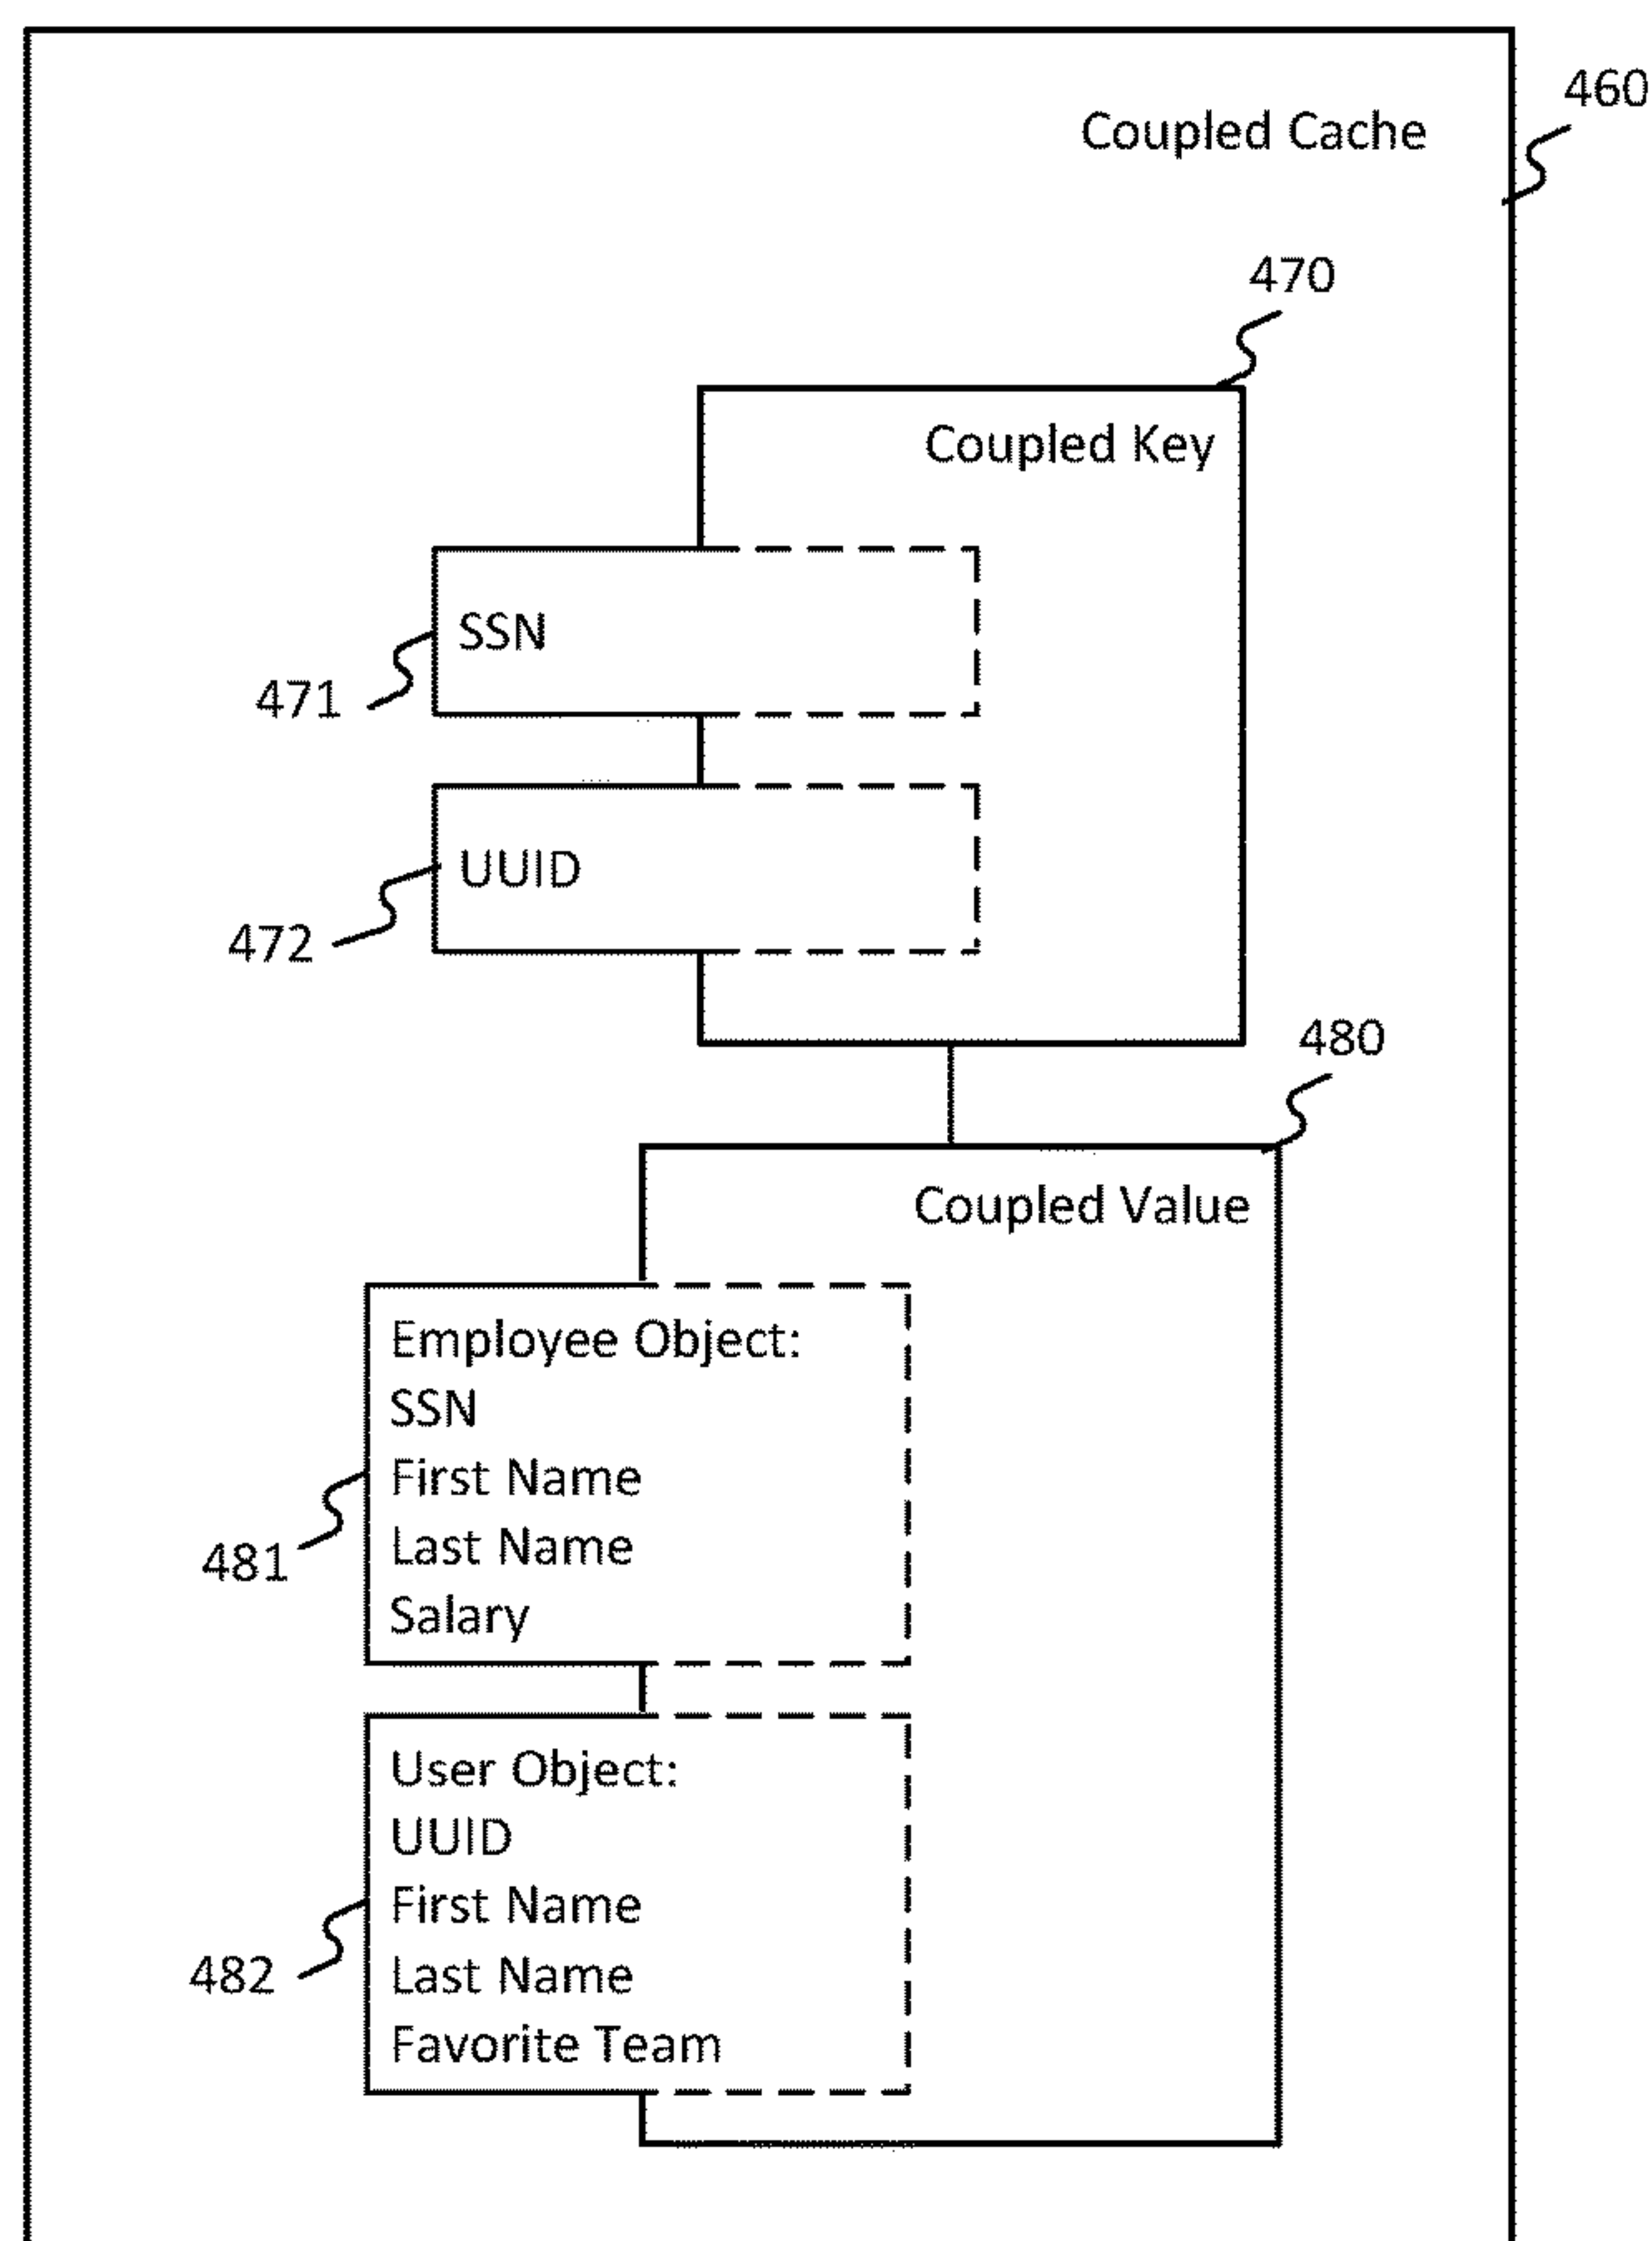 460
Coupled Cache
470
Coupled Key
SSN
471
UUID
472
480
Coupled Value
Employee Object:
SSN
First Name
Last Name
481
Salary
User Object:
UUID
First Name
482
Last Name
Favorite Team